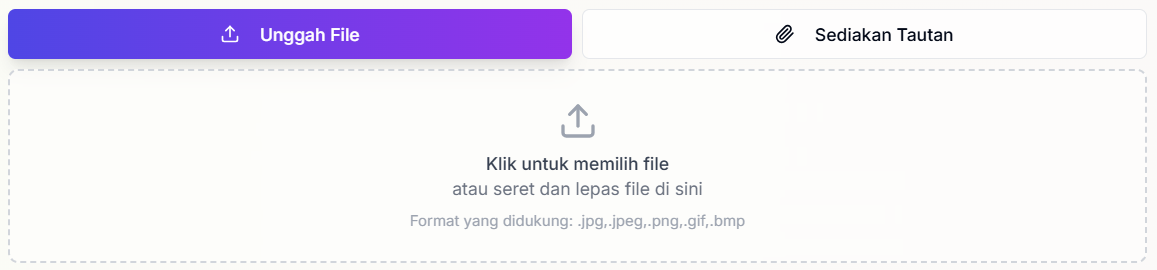 Unggah File
Sediakan Tautan
Klik untuk memilih file
atau seret dan lepas file di sini
Format yang didukung: .jpg,.jpeg,.png,.gif,.bmp